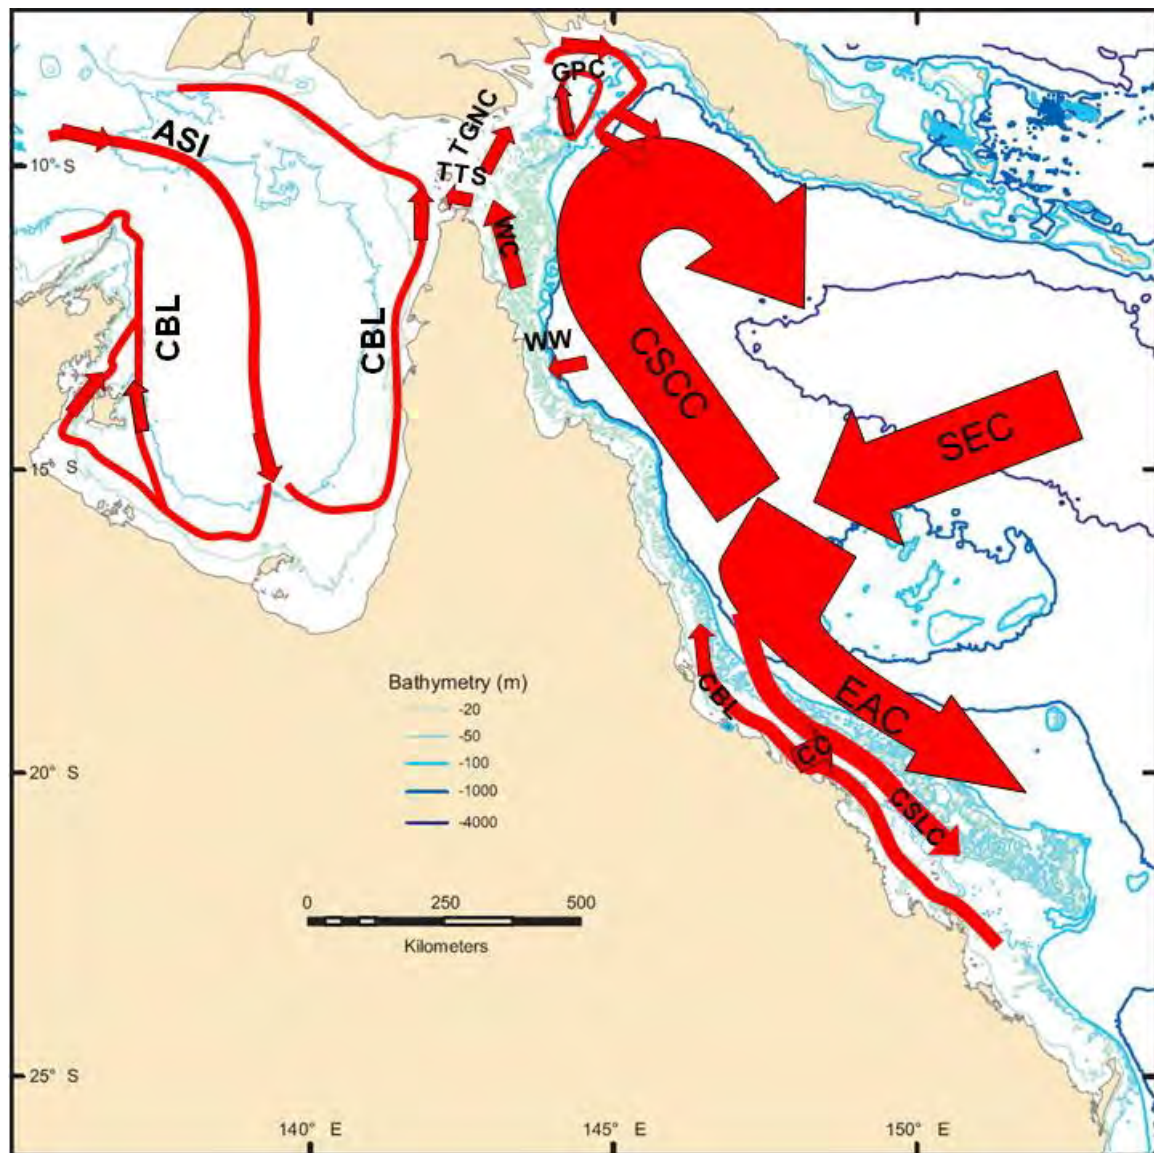 GPC
TGNC
ASI
10° S
TTS
WC
CBL
CBL
WW
CSCC
SEC
15° S
Bathymetry (m)
-20
-50
-100
-1000
-4000
CBL
EAC
CC
CSLC
20° S
0 250 500
Kilometers
25° S
140° E 145° E 150° E